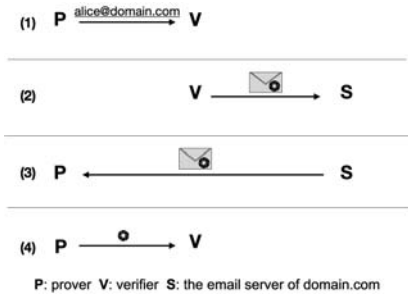 (1) P alice@domain.com V
(2) V S
(3) P S
(4) P V
P: prover V: verifier S: the email server of domain.com